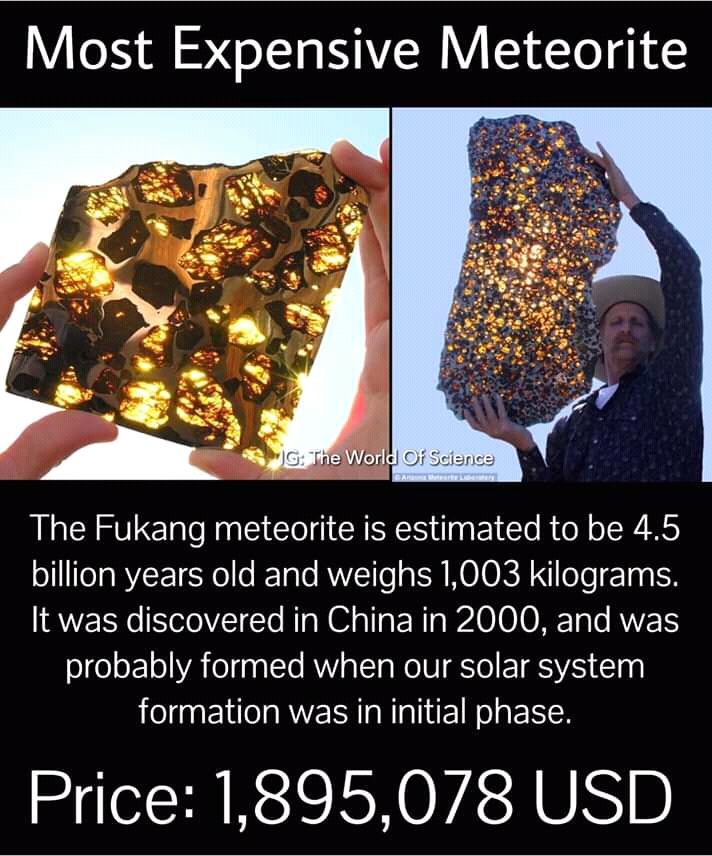 Most Expensive Meteorite
IG: The World Of Science
© Arizona Meteorite Laboratory
The Fukang meteorite is estimated to be 4.5
billion years old and weighs 1,003 kilograms.
It was discovered in China in 2000, and was
probably formed when our solar system
formation was in initial phase.
Price: 1,895,078 USD